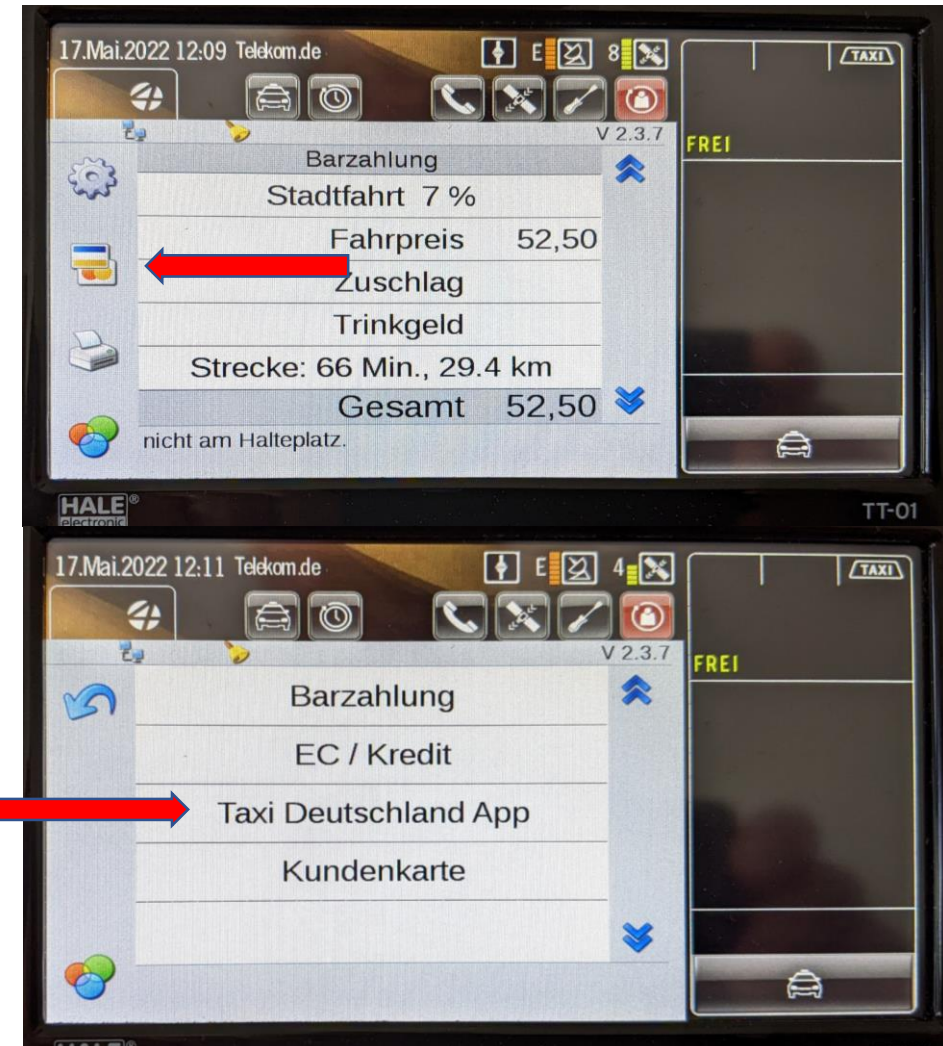 17.Mai.2022 12:09 Telekom.de E 8
V 2.3.7
TAXI
FREI
Barzahlung
Stadtfahrt 7 %
Fahrpreis 52,50
Zuschlag
Trinkgeld
Strecke: 66 Min., 29.4 km
Gesamt 52,50
nicht am Halteplatz.
HALE®
electronic
TT-01
17.Mai.2022 12:11 Telekom.de E 4
V 2.3.7
TAXI
FREI
Barzahlung
EC / Kredit
Taxi Deutschland App
Kundenkarte